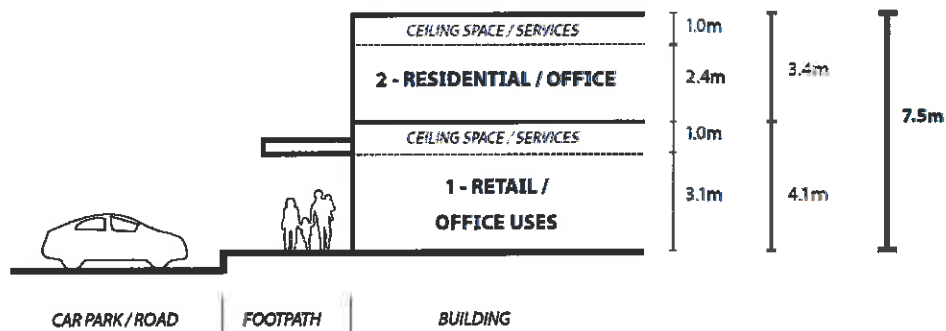 CEILING SPACE / SERVICES
1.0m
2 - RESIDENTIAL / OFFICE
2.4m
3.4m
7.5m
CEILING SPACE / SERVICES
1.0m
1 - RETAIL /
OFFICE USES
3.1m
4.1m
CAR PARK / ROAD
FOOTPATH
BUILDING